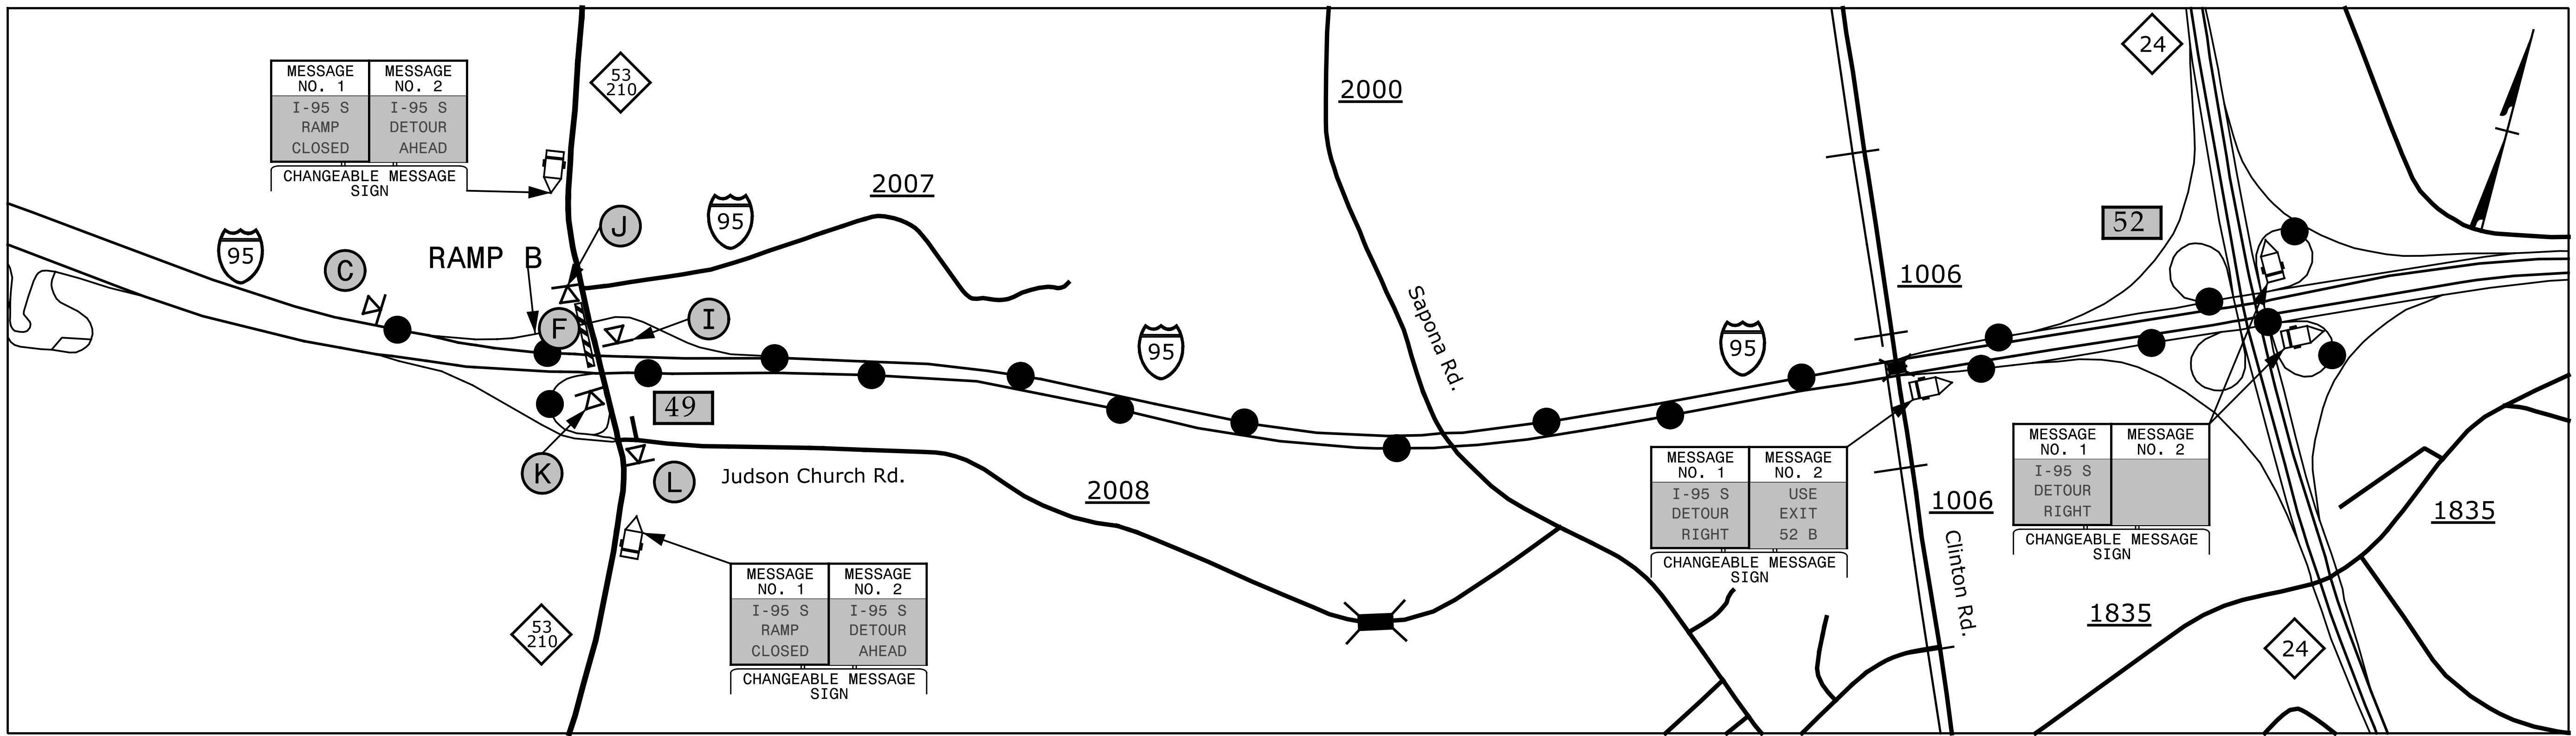 MESSAGE NO. 1
I-95 S
RAMP
CLOSED
MESSAGE NO. 2
I-95 S
DETOUR
AHEAD
CHANGEABLE MESSAGE
SIGN
53
210
2007
95
J
95
RAMP B
C
F
I
49
K
L
Judson Church Rd.
2008
53
210
MESSAGE NO. 1
I-95 S
RAMP
CLOSED
MESSAGE NO. 2
I-95 S
DETOUR
AHEAD
CHANGEABLE MESSAGE
SIGN
2000
Sapona Rd.
95
95
1006
24
52
MESSAGE NO. 1
I-95 S
DETOUR
RIGHT
MESSAGE NO. 2
USE
EXIT
52 B
CHANGEABLE MESSAGE
SIGN
1006
Clinton Rd.
MESSAGE NO. 1
I-95 S
DETOUR
RIGHT
MESSAGE NO. 2
CHANGEABLE MESSAGE
SIGN
1835
1835
24